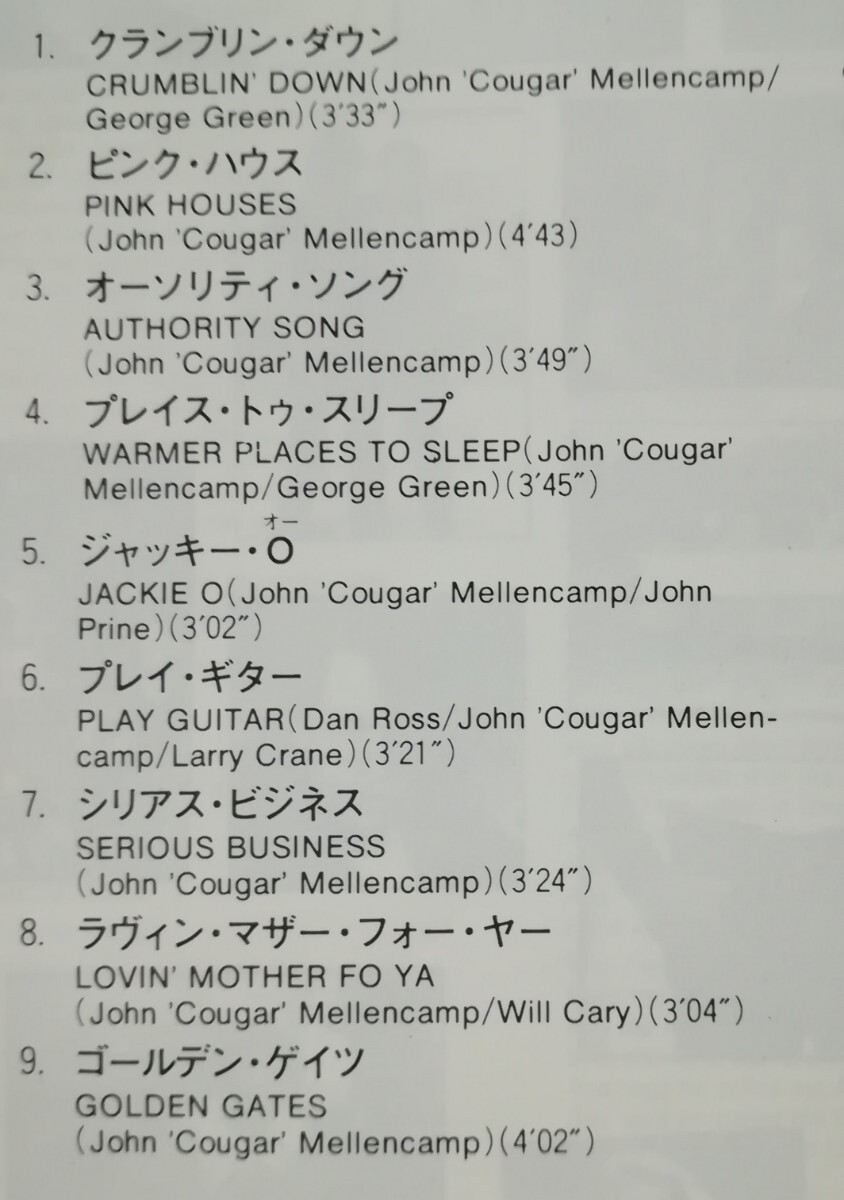 1. クランブリン・ダウン
CRUMBLIN' DOWN(John 'Cougar' Mellencamp/
George Green)(3'33″)
2. ピンク・ハウス
PINK HOUSES
(John 'Cougar' Mellencamp)(4'43)
3. オーソリティ・ソング
AUTHORITY SONG
(John 'Cougar' Mellencamp)(3'49″)
4. プレイス・トゥ・スリープ
WARMER PLACES TO SLEEP(John 'Cougar'
Mellencamp/George Green)(3'45″)
オー
5. ジャッキー・O
JACKIE O(John 'Cougar' Mellencamp/John
Prine)(3'02″)
6. プレイ・ギター
PLAY GUITAR(Dan Ross/John 'Cougar' Mellen-
camp/Larry Crane)(3'21″)
7. シリアス・ビジネス
SERIOUS BUSINESS
(John 'Cougar' Mellencamp)(3'24″)
8. ラヴィン・マザー・フォー・ヤー
LOVIN' MOTHER FO YA
(John 'Cougar' Mellencamp/Will Cary)(3'04″)
9. ゴールデン・ゲイツ
GOLDEN GATES
(John 'Cougar' Mellencamp)(4'02″)